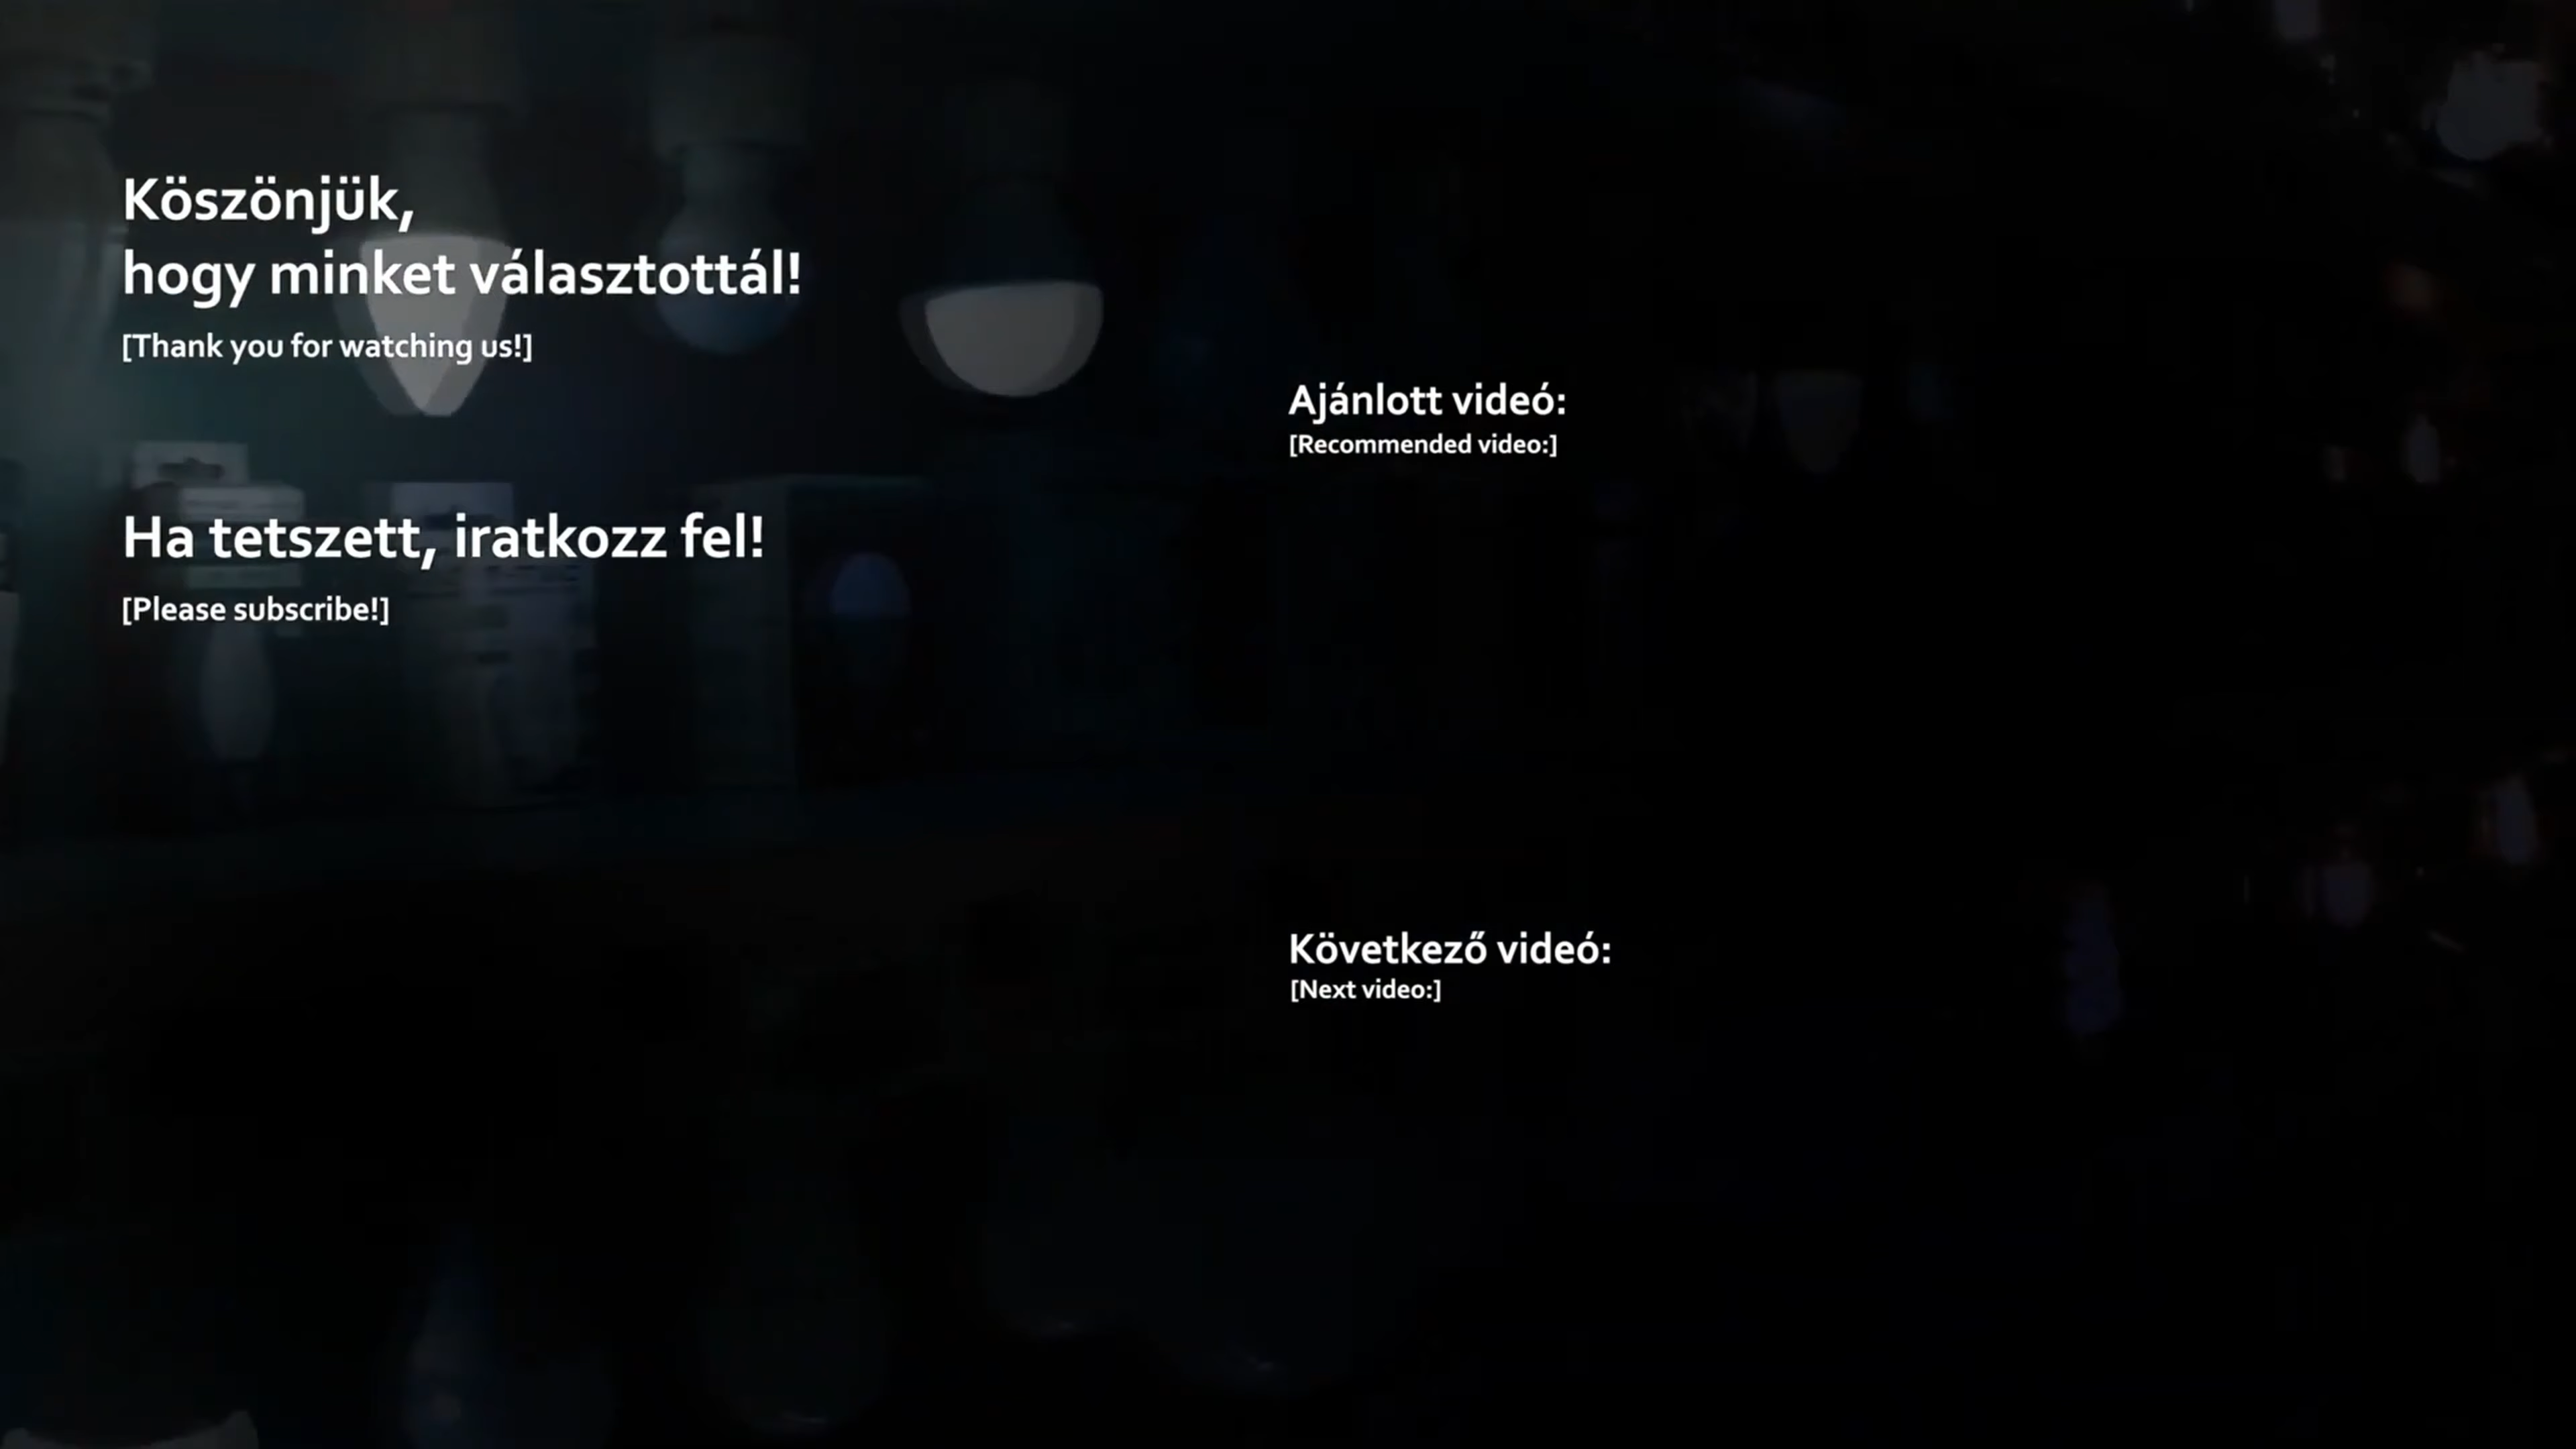 Köszönjük,
hogy minket választottál!
[Thank you for watching us!]
Ha tetszett, iratkozz fel!
[Please subscribe!]
Ajánlott videó:
[Recommended video:]
Következő videó:
[Next video:]